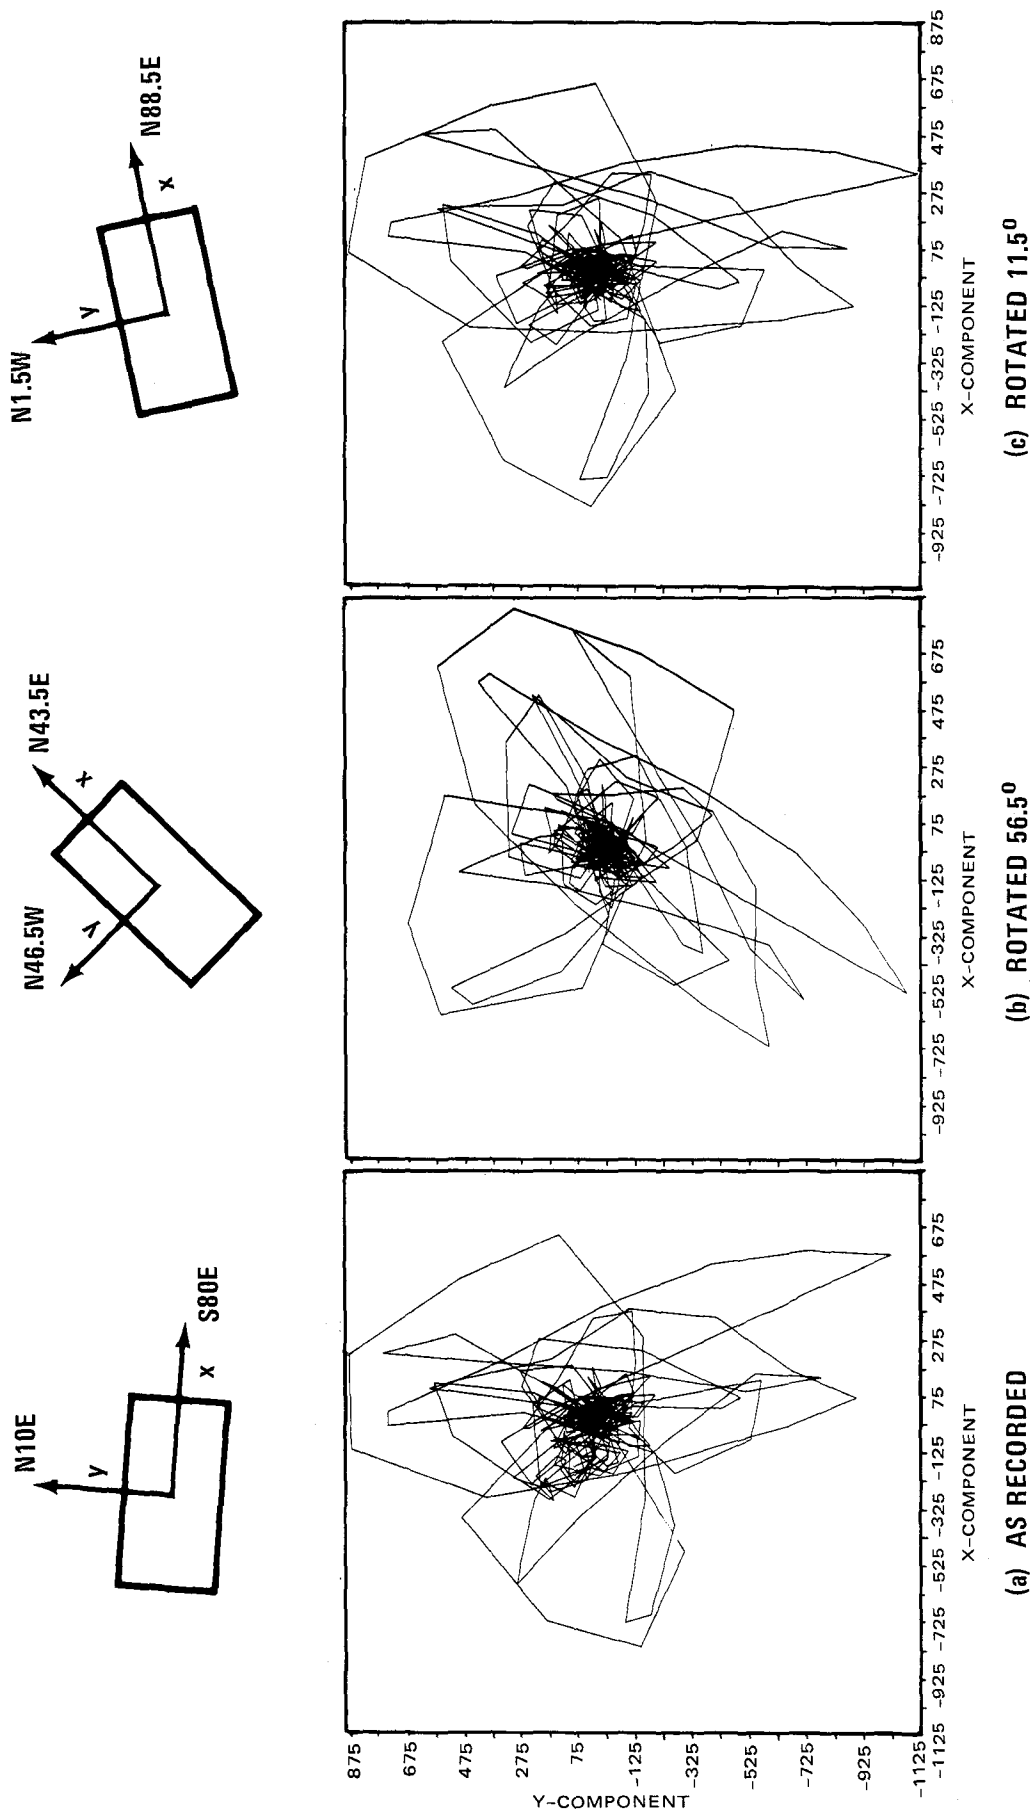 N10E
y
x
S80E
N46.5W
y
x
N43.5E
N1.5W
y
x
N88.5E
Y-COMPONENT
875
675
475
275
75
-125
-325
-525
-725
-925
-1125
-1125 -925 -725 -525 -325 -125 75 275 475 675
-925 -725 -525 -325 -125 75 275 475 675
-925 -725 -525 -325 -125 75 275 475 675 875
X-COMPONENT
X-COMPONENT
X-COMPONENT
(a) AS RECORDED
(b) ROTATED 56.5°
(c) ROTATED 11.5°